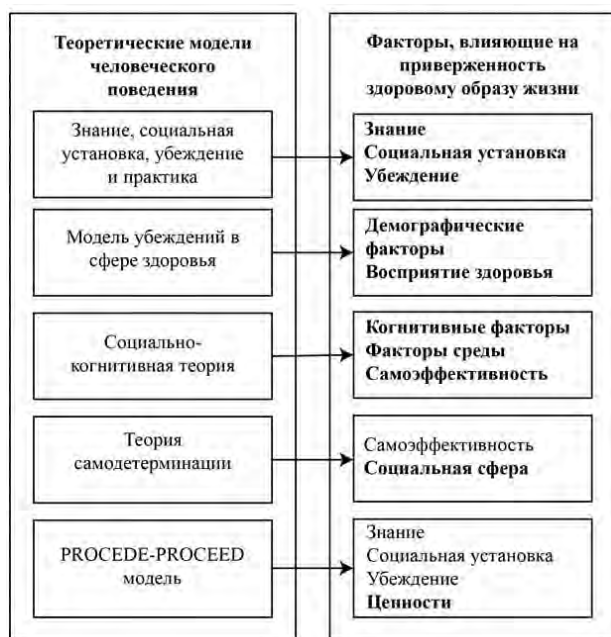 Теоретические модели
человеческого
поведения
Факторы, влияющие на
приверженность
здоровому образу жизни
Знание, социальная
установка, убеждение
и практика
Знание
Социальная установка
Убеждение
Модель убеждений в
сфере здоровья
Демографические
факторы
Восприятие здоровья
Социально-
когнитивная теория
Когнитивные факторы
Факторы среды
Самоэффективность
Теория
самодетерминации
Самоэффективность
Социальная сфера
PROCEDE-PROCEED
модель
Знание
Социальная установка
Убеждение
Ценности